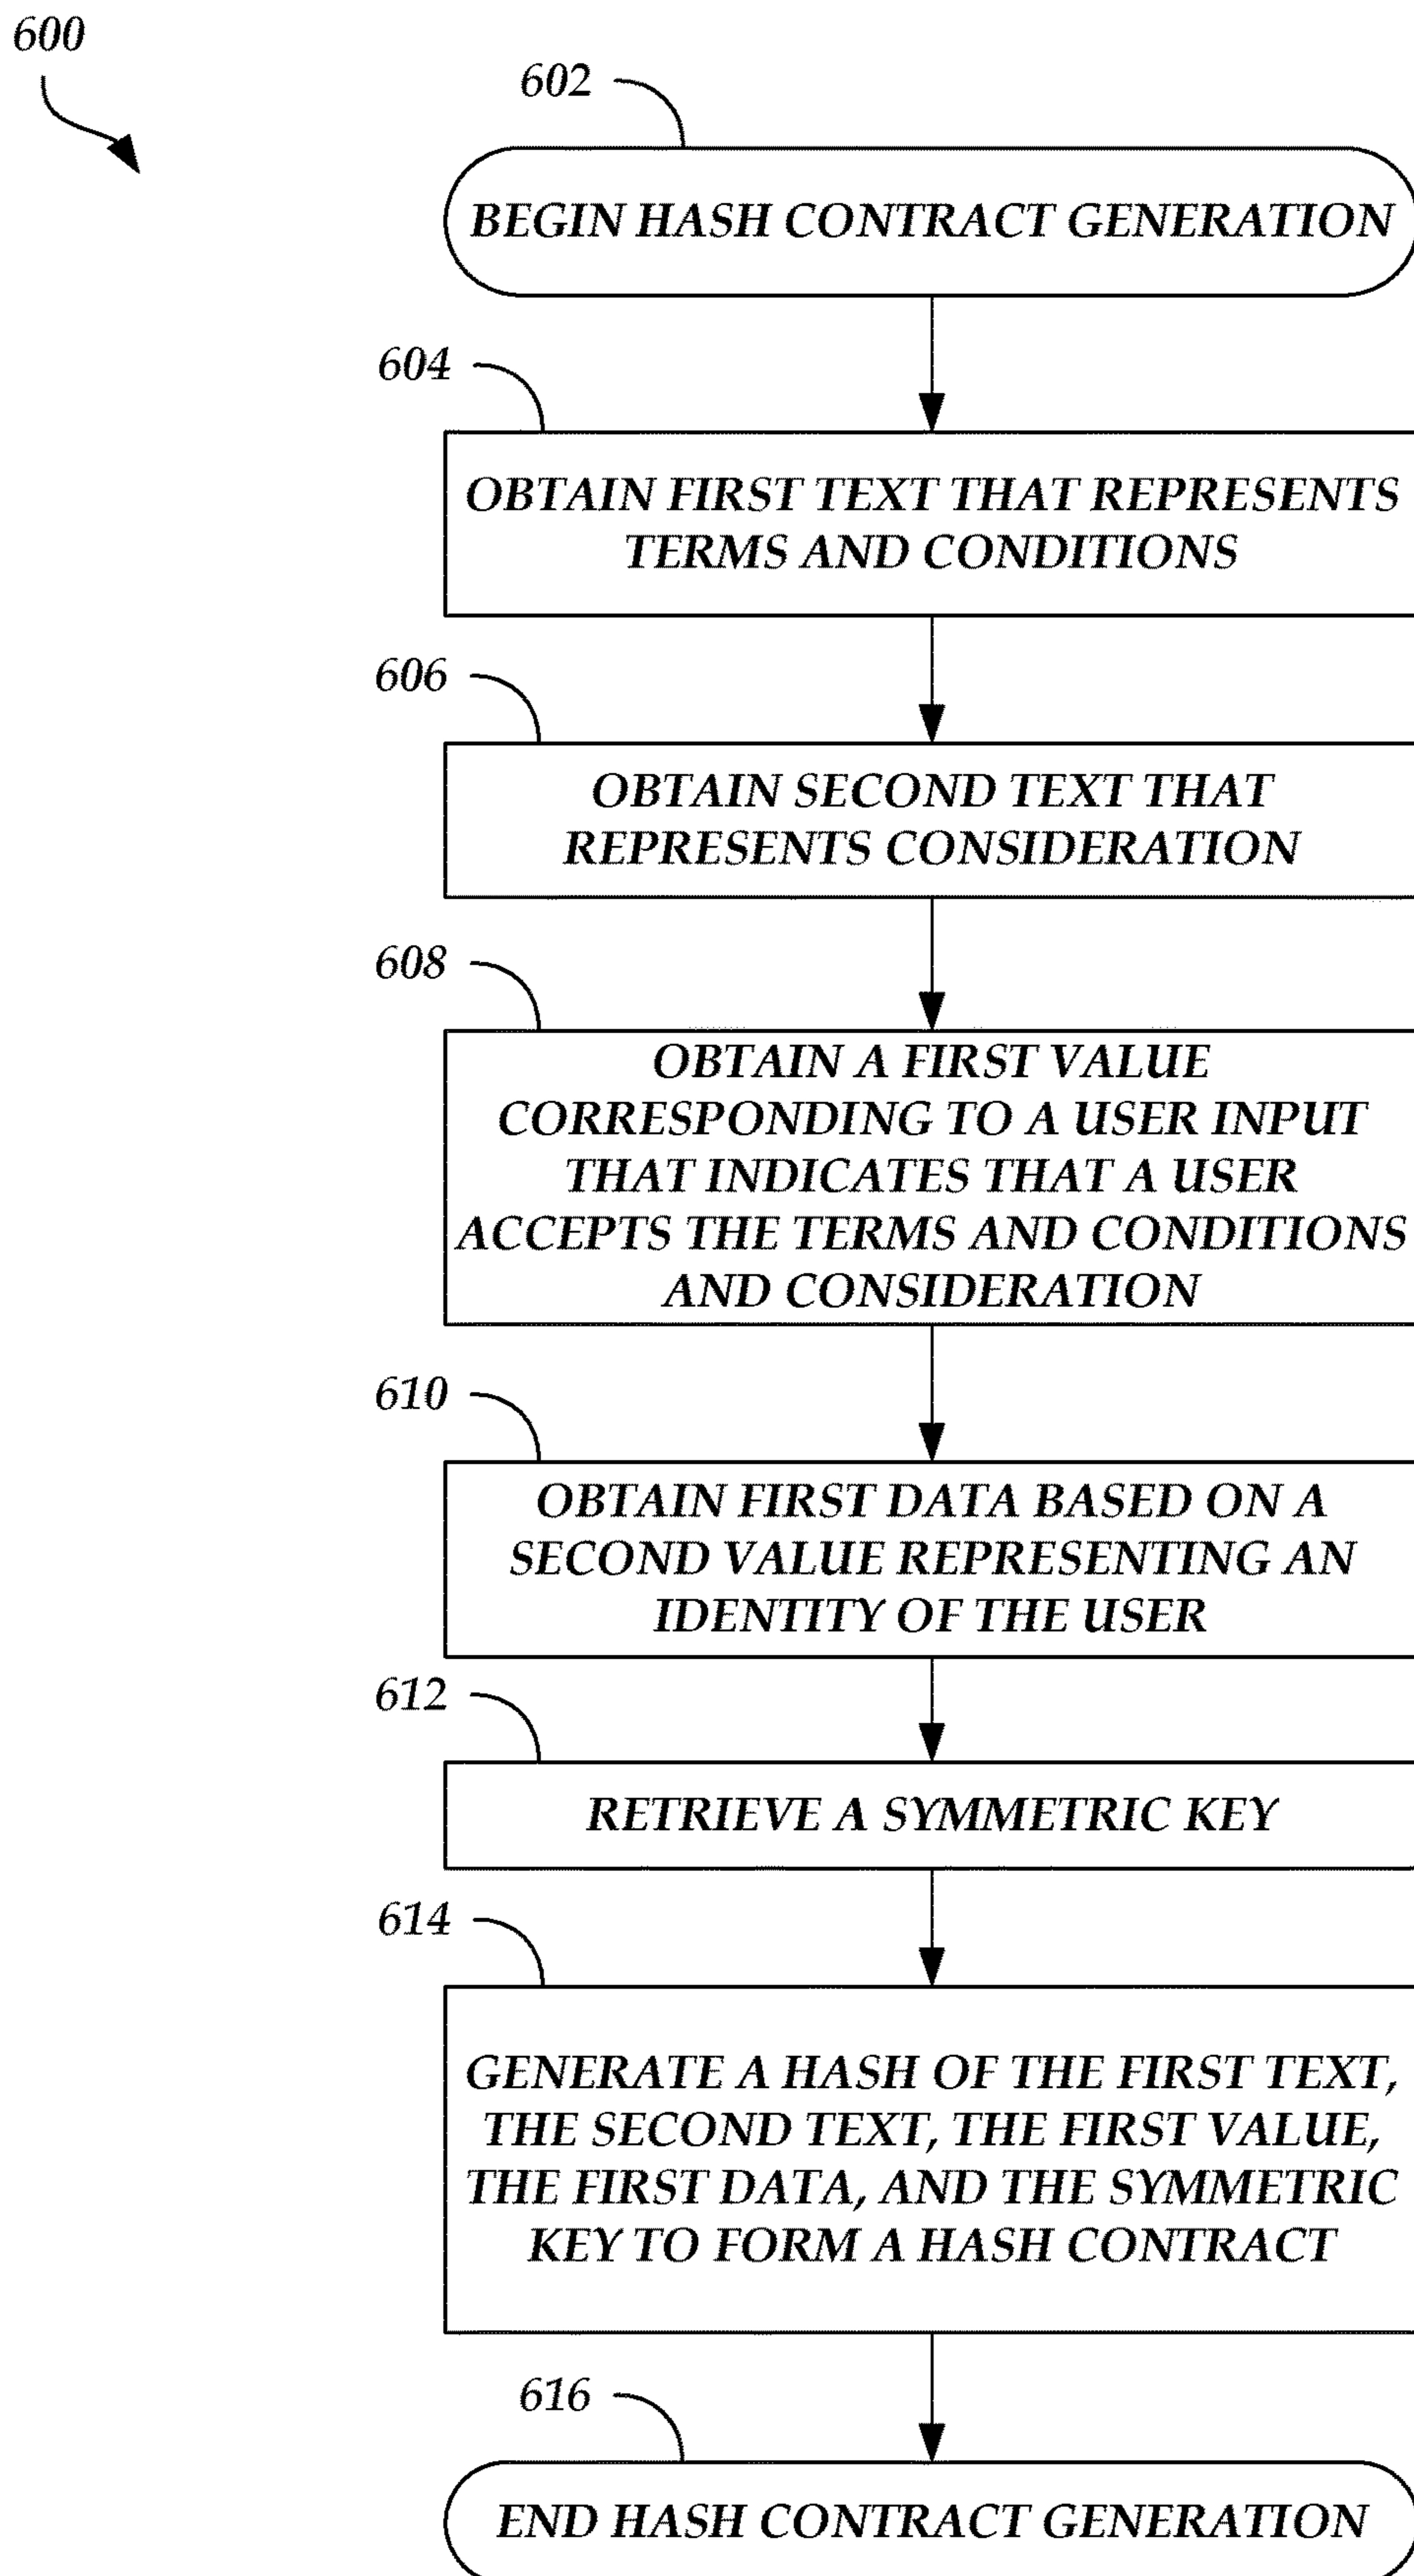 600
602
BEGIN HASH CONTRACT GENERATION
604
OBTAIN FIRST TEXT THAT REPRESENTS
TERMS AND CONDITIONS
606
OBTAIN SECOND TEXT THAT
REPRESENTS CONSIDERATION
608
OBTAIN A FIRST VALUE
CORRESPONDING TO A USER INPUT
THAT INDICATES THAT A USER
ACCEPTS THE TERMS AND CONDITIONS
AND CONSIDERATION
610
OBTAIN FIRST DATA BASED ON A
SECOND VALUE REPRESENTING AN
IDENTITY OF THE USER
612
RETRIEVE A SYMMETRIC KEY
614
GENERATE A HASH OF THE FIRST TEXT,
THE SECOND TEXT, THE FIRST VALUE,
THE FIRST DATA, AND THE SYMMETRIC
KEY TO FORM A HASH CONTRACT
616
END HASH CONTRACT GENERATION